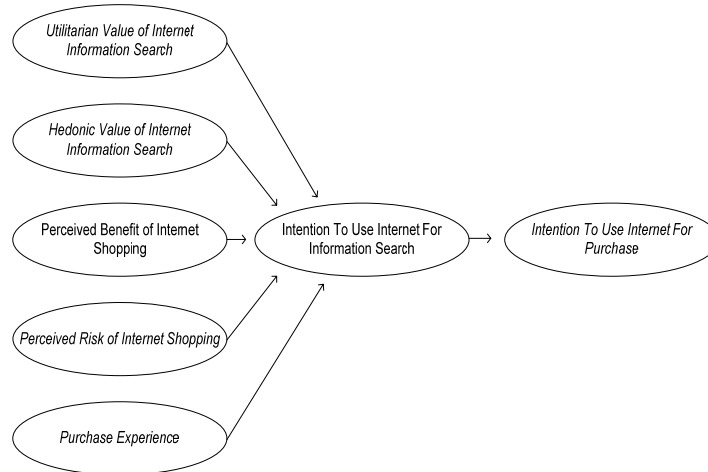 Utilitarian Value of Internet
Information Search
Hedonic Value of Internet
Information Search
Perceived Benefit of Internet
Shopping
Intention To Use Internet For
Information Search
Intention To Use Internet For
Purchase
Perceived Risk of Internet Shopping
Purchase Experience